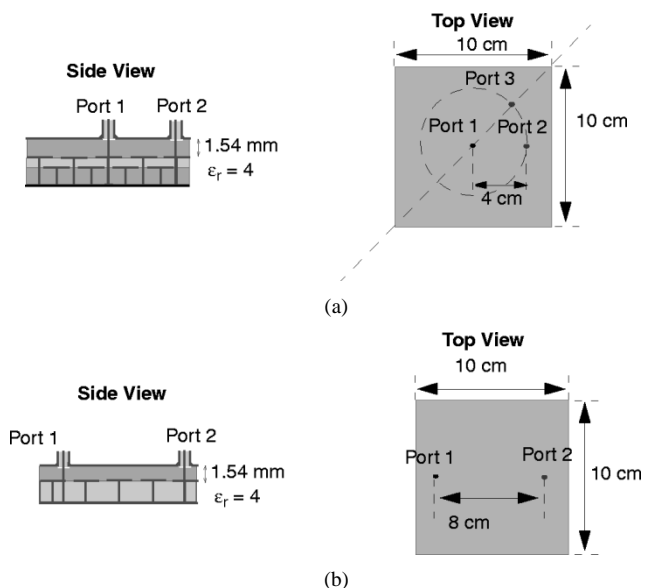 Top View
10 cm
Side View
Port 1 Port 2
1.54 mm
εr = 4
Port 3
Port 1
Port 2
4 cm
10 cm
(a)
Top View
10 cm
Side View
Port 1
Port 2
1.54 mm
εr = 4
Port 1
Port 2
8 cm
10 cm
(b)